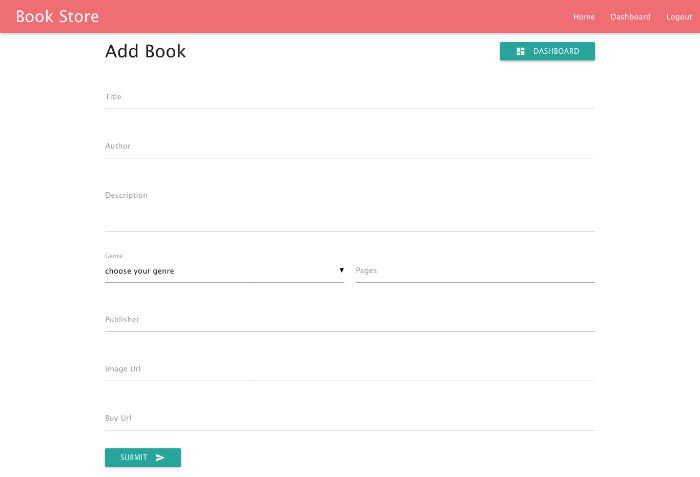 Book Store
Home Dashboard Logout
Add Book
DASHBOARD
Title
Author
Description
Genre
choose your genre
Pages
Publisher
Image Url
Buy Url
SUBMIT